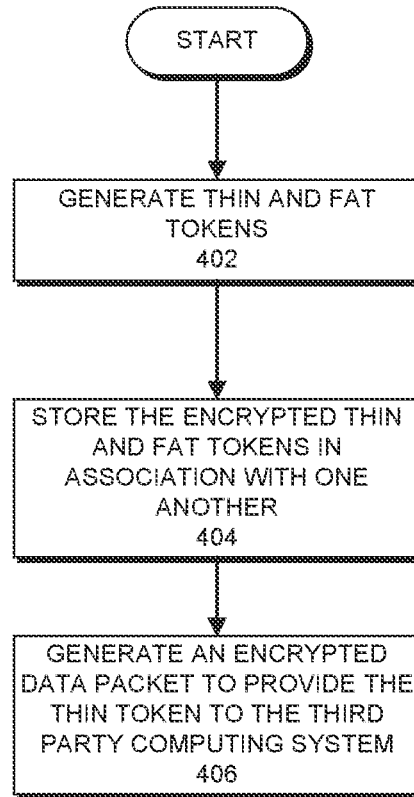 START
GENERATE THIN AND FAT
TOKENS
402
STORE THE ENCRYPTED THIN
AND FAT TOKENS IN
ASSOCIATION WITH ONE
ANOTHER
404
GENERATE AN ENCRYPTED
DATA PACKET TO PROVIDE THE
THIN TOKEN TO THE THIRD
PARTY COMPUTING SYSTEM
406